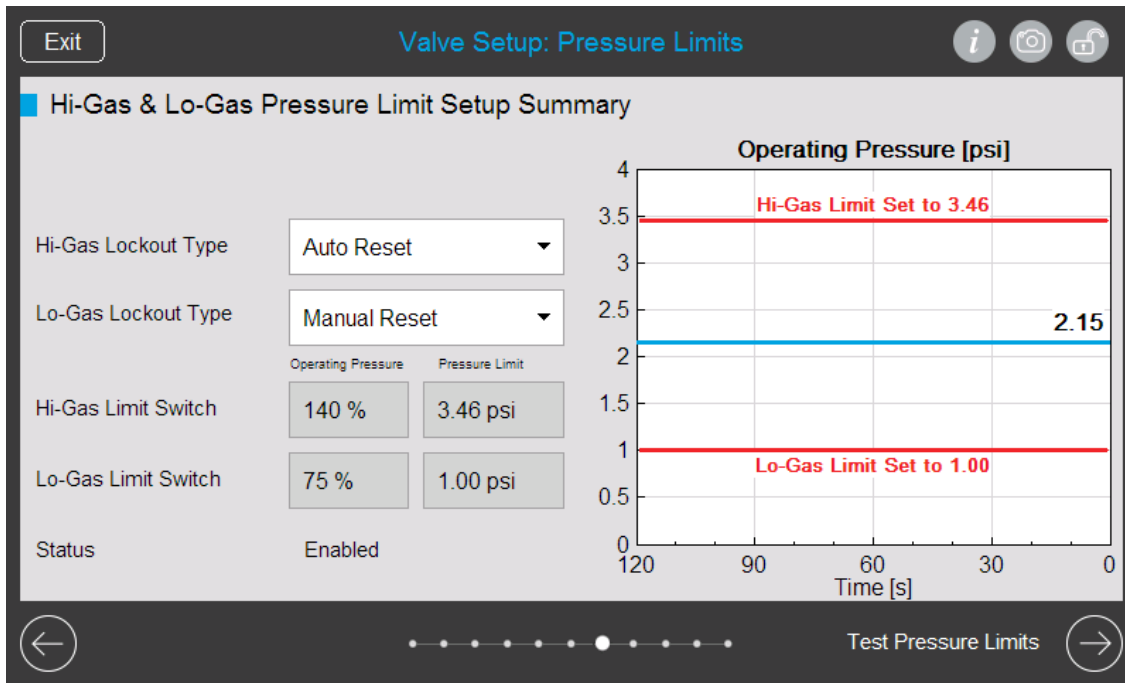 Exit
Valve Setup: Pressure Limits
i
Hi-Gas & Lo-Gas Pressure Limit Setup Summary
Hi-Gas Lockout Type
Auto Reset
Lo-Gas Lockout Type
Manual Reset
Operating Pressure
Pressure Limit
Hi-Gas Limit Switch
140 %
3.46 psi
Lo-Gas Limit Switch
75 %
1.00 psi
Status
Enabled
Operating Pressure [psi]
4
3.5
3
2.5
2
1.5
1
0.5
0
Hi-Gas Limit Set to 3.46
2.15
Lo-Gas Limit Set to 1.00
120
90
60
30
0
Time [s]
Test Pressure Limits